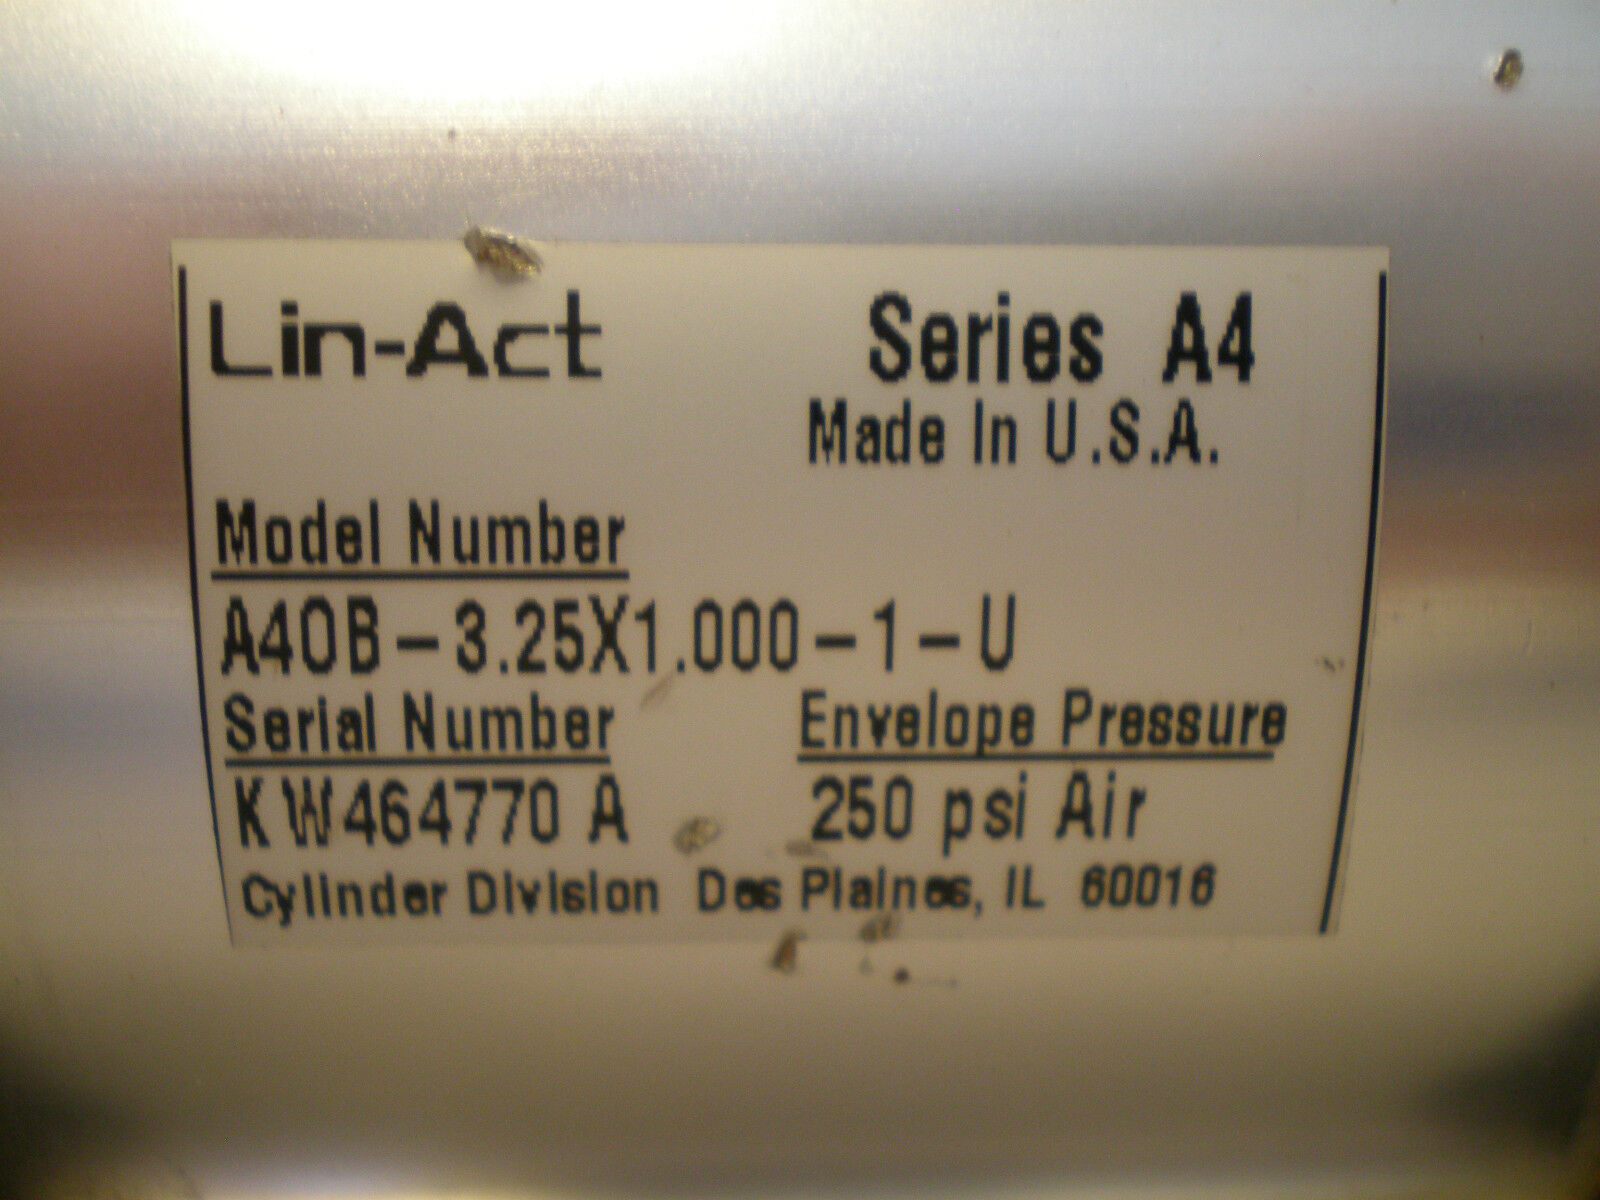 Lin-Act Series A4
Made In U.S.A.
Model Number
A40B-3.25X1.000-1-U
Serial Number Envelope Pressure
KW464770 A 250 psi Air
Cylinder Division Des Plaines, IL 60016